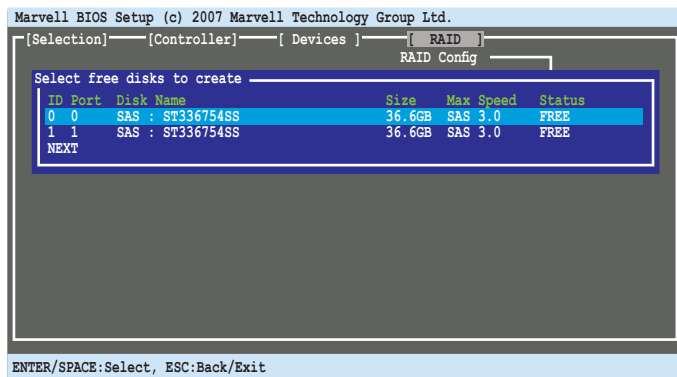 Marvell BIOS Setup (c) 2007 Marvell Technology Group Ltd.
[Selection] [Controller] [ Devices ] [ RAID ]
RAID Config
Select free disks to create
ID Port Disk Name Size Max Speed Status
0 0 SAS : ST336754SS 36.6GB SAS 3.0 FREE
1 1 SAS : ST336754SS 36.6GB SAS 3.0 FREE
NEXT
ENTER/SPACE:Select, ESC:Back/Exit